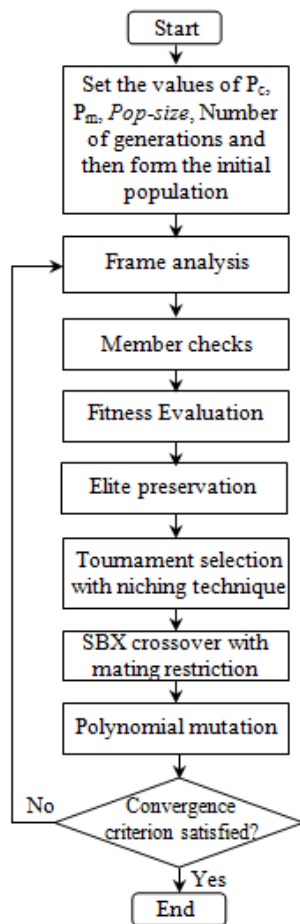 Start
Set the values of Pc,
Pm, Pop-size, Number
of generations and
then form the initial
population
Frame analysis
Member checks
Fitness Evaluation
Elite preservation
Tournament selection
with niching technique
SBX crossover with
mating restriction
Polynomial mutation
Convergence
criterion satisfied?
No
Yes
End